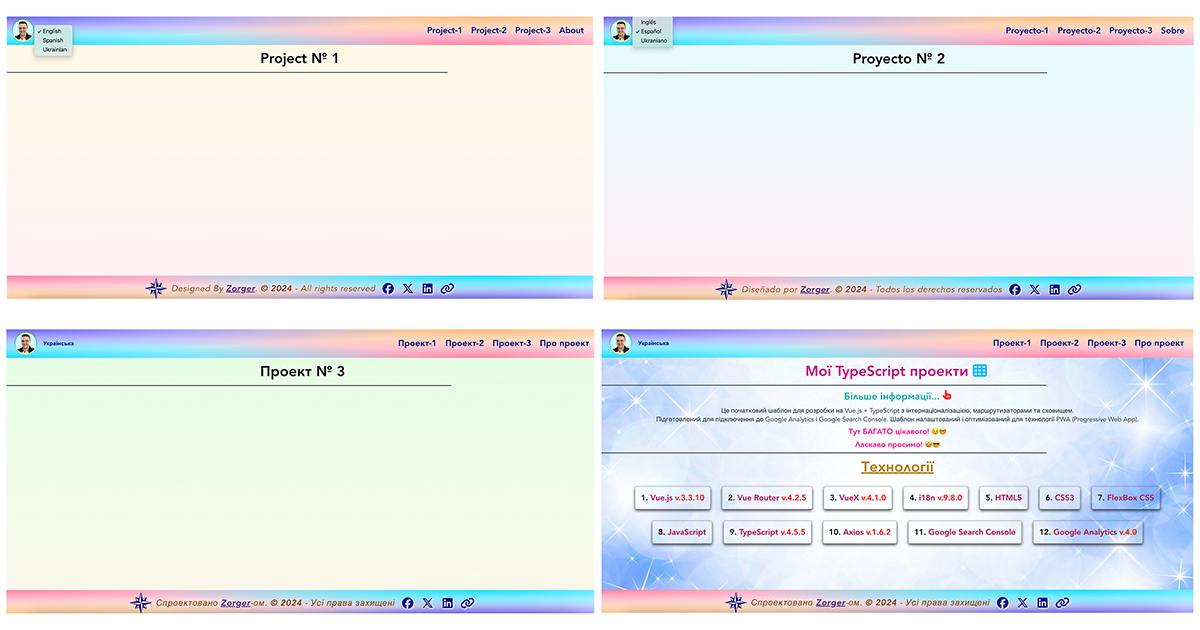 ✓ English
Spanish
Ukrainian
Project-1 Project-2 Project-3 About
Project № 1
Designed By Zorger. © 2024 - All rights reserved
Inglés
✓ Español
Ukraniano
Proyecto-1 Proyecto-2 Proyecto-3 Sobre
Proyecto № 2
Diseñado por Zorger. © 2024 - Todos los derechos reservados
Українська
Проект-1 Проект-2 Проект-3 Про проект
Проект № 3
Спроектовано Zorger-ом. © 2024 - Усі права захищені
Українська
Проект-1 Проект-2 Проект-3 Про проект
Мої TypeScript проекти
Більше інформації...
Це початковий шаблон для розробки на Vue.js + TypeScript з інтернаціоналізацією, маршрутизаторами та сховищем.
Підготовлений для підключення до Google Analytics і Google Search Console. Шаблон налаштований і оптимізований для технології PWA (Progressive Web App).
Тут БАГАТО цікавого! 😉🤓
Ласкаво просимо! 🤩😎
Технології
1. Vue.js v.3.3.10 2. Vue Router v.4.2.5 3. VueX v.4.1.0 4. i18n v.9.8.0 5. HTML5 6. CSS3 7. FlexBox CSS
8. JavaScript 9. TypeScript v.4.5.5 10. Axios v.1.6.2 11. Google Search Console 12. Google Analytics v.4.0
Спроектовано Zorger-ом. © 2024 - Усі права захищені